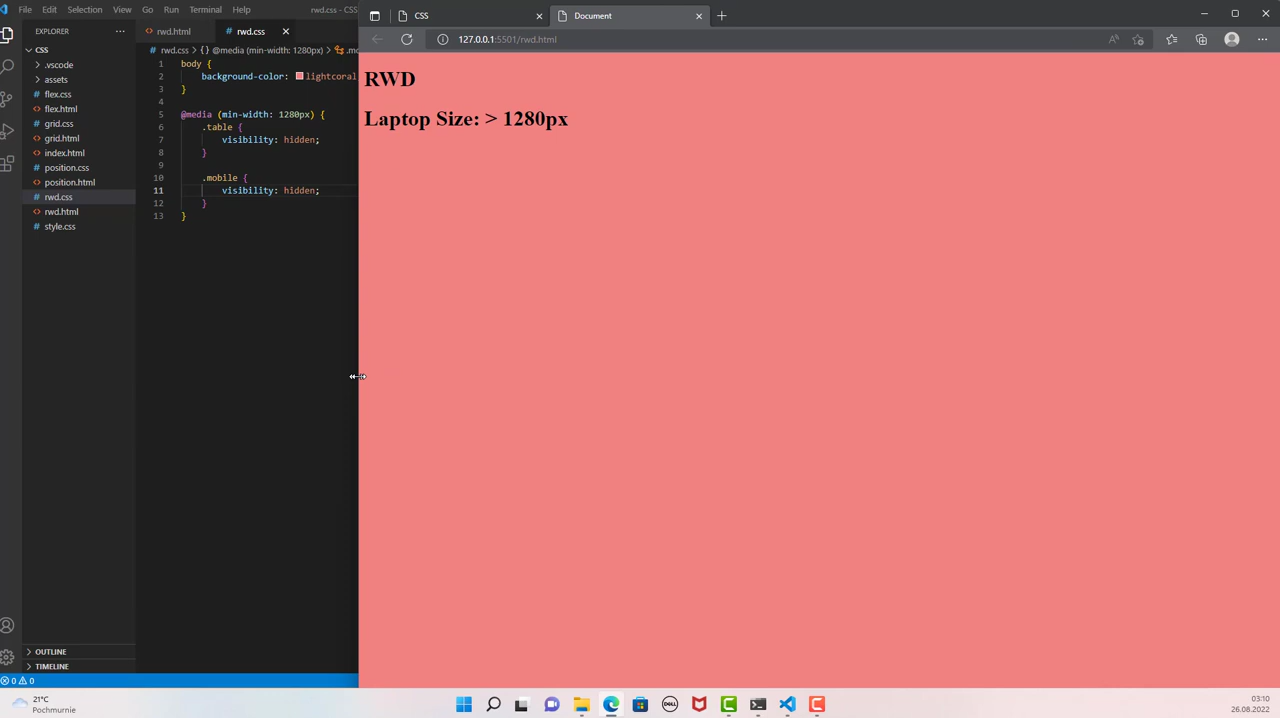 File Edit Selection View Go Run Terminal Help rwd.css - CSS
CSS
Document
127.0.0.1:5501/rwd.html
EXPLORER
CSS
.vscode
assets
flex.css
flex.html
grid.css
grid.html
index.html
position.css
position.html
rwd.css
rwd.html
style.css
OUTLINE
TIMELINE
rwd.html
rwd.css
rwd.css > {} @media (min-width: 1280px) >
1 body {
2 background-color: lightcoral
3 }
4
5 @media (min-width: 1280px) {
6 .table {
7 visibility: hidden;
8 }
9
10 .mobile {
11 visibility: hidden;
12 }
13 }
RWD
Laptop Size: > 1280px
0 0
21°C
Pochmurnie
DELL
03:10
26.08.2022